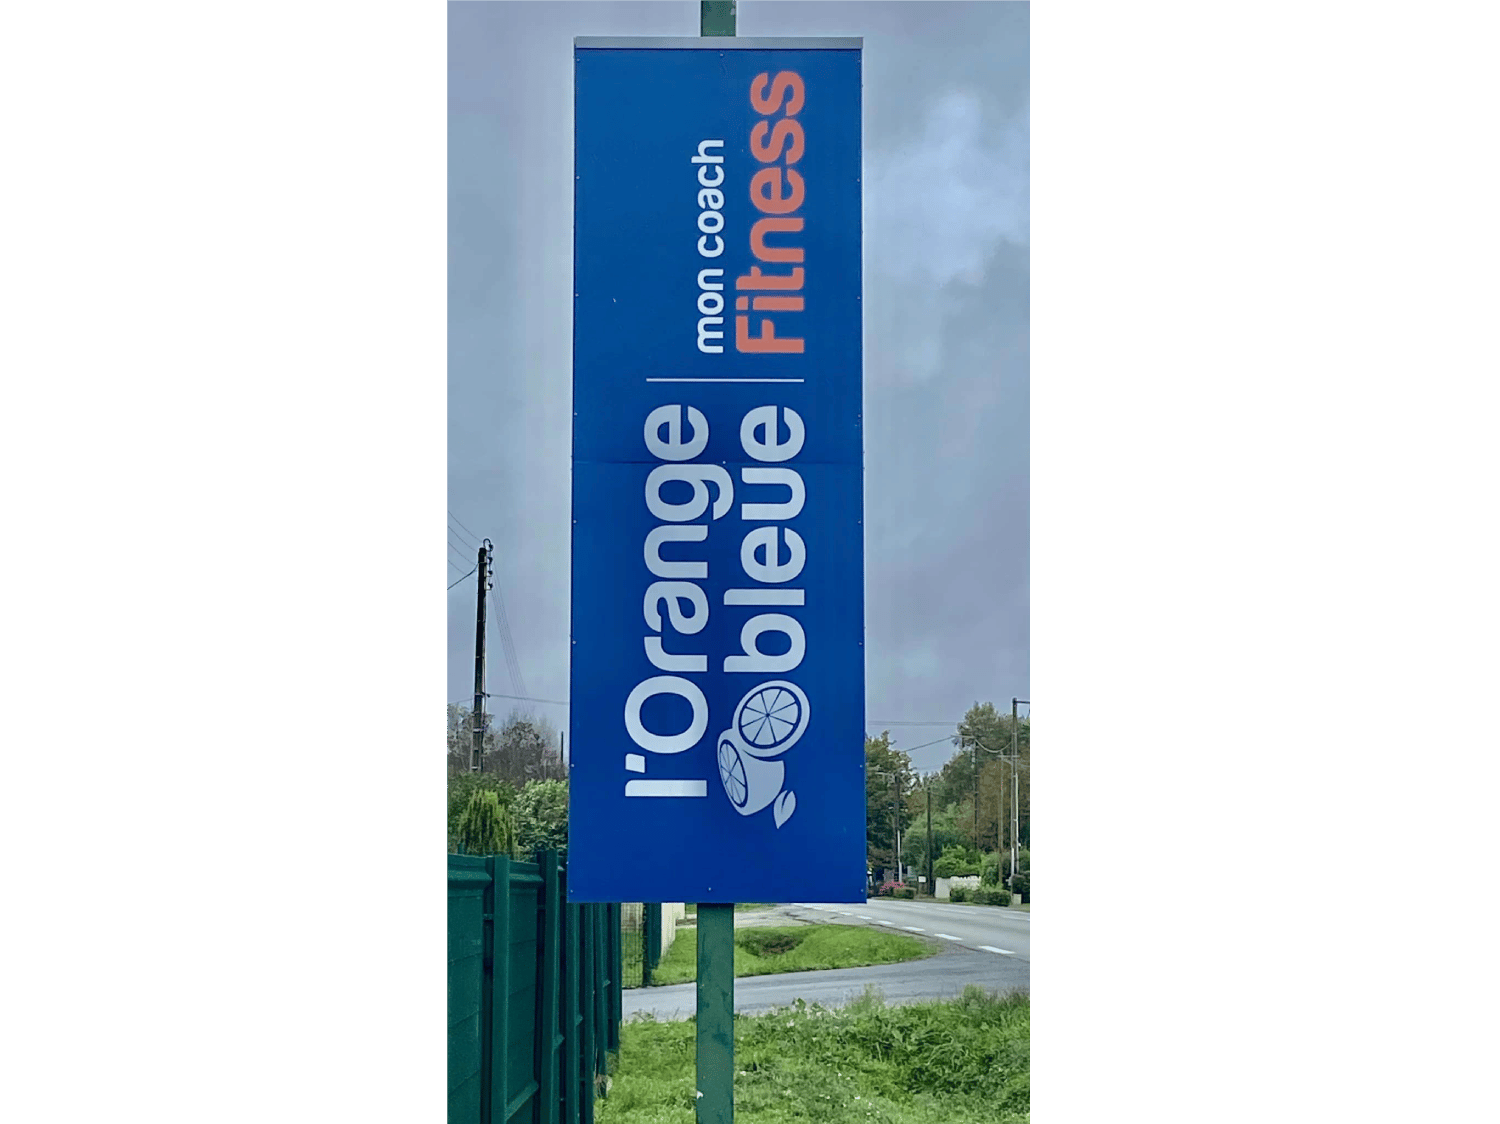 l'Orange
bleue
mon coach
Fitness